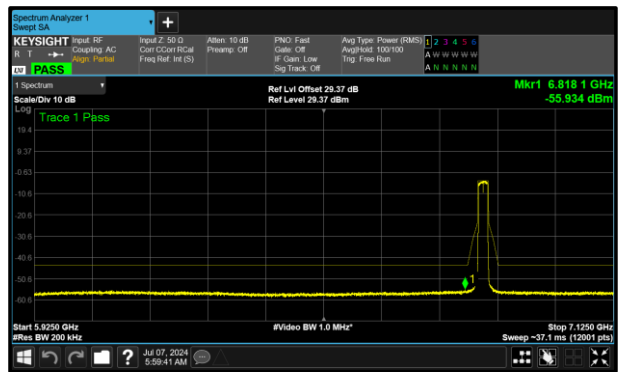 Spectrum Analyzer 1
Swept SA
+
KEYSIGHT Input: RF Input Z: 50 Ω Atten: 10 dB PNO: Fast Avg Type: Power (RMS) 1 2 3 4 5 6
R T Coupling: AC Corr CCorr RCal Preamp: Off Gate: Off Avg|Hold: 100/100 A W W W W W
Align: Partial Freq Ref: Int (S) IF Gain: Low Trig: Free Run
LXI PASS Sig Track: Off A N N N N N
1 Spectrum Ref Lvl Offset 29.37 dB Mkr1 6.818 1 GHz
Scale/Div 10 dB Ref Level 29.37 dBm -55.934 dBm
Log
Trace 1 Pass
19.4
9.37
-0.63
-10.6
-20.6
-30.6
-40.6
-50.6
1
-60.6
Start 5.9250 GHz #Video BW 1.0 MHz* Stop 7.1250 GHz
#Res BW 200 kHz Sweep ~37.1 ms (12001 pts)
? Jul 07, 2024
5:59:41 AM